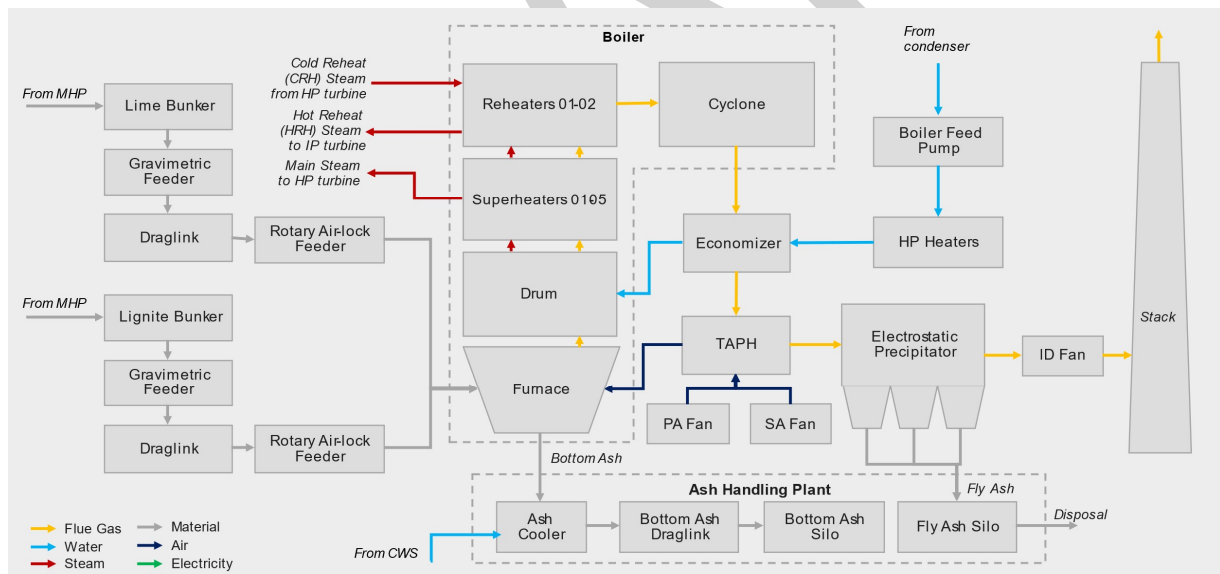 Boiler
From
condenser
Cold Reheat
(CRH) Steam
from HP turbine
Reheaters 01-02
Cyclone
From MHP
Lime Bunker
Hot Reheat
(HRH) Steam
to IP turbine
Boiler Feed
Pump
Gravimetric
Feeder
Main Steam
to HP turbine
Superheaters 01-05
Draglink
Rotary Air-lock
Feeder
Economizer
HP Heaters
From MHP
Lignite Bunker
Drum
Stack
TAPH
Electrostatic
Precipitator
ID Fan
Gravimetric
Feeder
Furnace
PA Fan
SA Fan
Draglink
Rotary Air-lock
Feeder
Bottom Ash
Ash Handling Plant
Fly Ash
Ash
Cooler
Bottom Ash
Draglink
Bottom Ash
Silo
Fly Ash Silo
Disposal
From CWS
Flue Gas
Material
Water
Air
Steam
Electricity